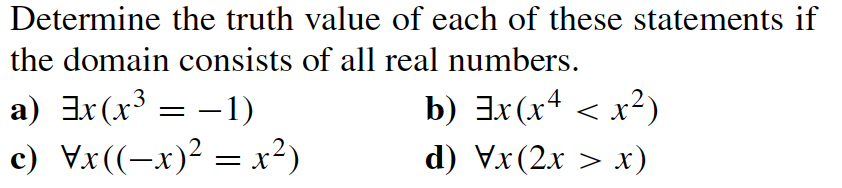 Determine the truth value of each of these statements if
the domain consists of all real numbers.
a) ∃x(x³ = −1) b) ∃x(x⁴ < x²)
c) ∀x((−x)² = x²) d) ∀x(2x > x)